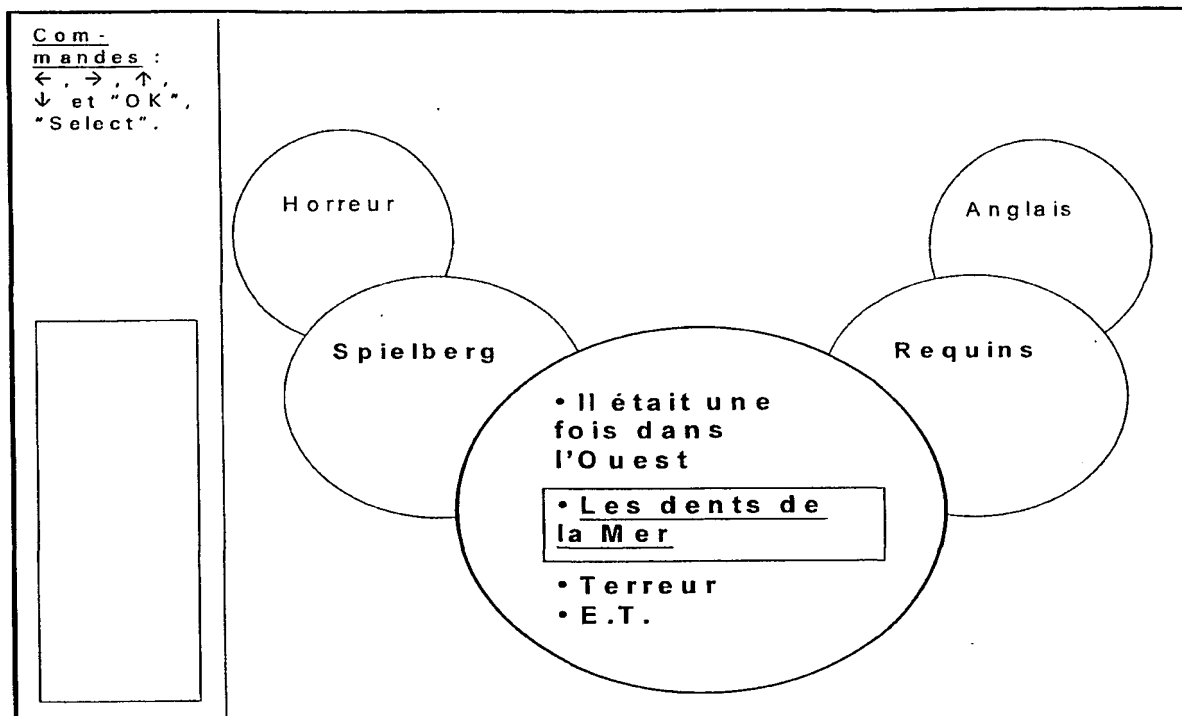 Com-
mandes :
←, →, ↑,
↓ et "OK",
"Select".
Horreur
Anglais
Spielberg
Requins
• Il était une
fois dans
l'Ouest
• Les dents de
la Mer
• Terreur
• E.T.